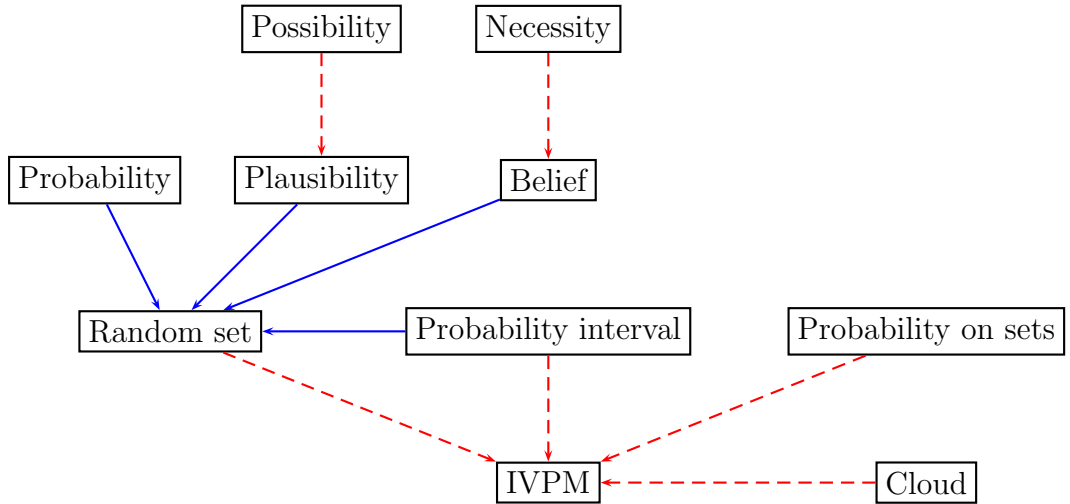 Possibility
Necessity
Probability
Plausibility
Belief
Random set
Probability interval
Probability on sets
IVPM
Cloud